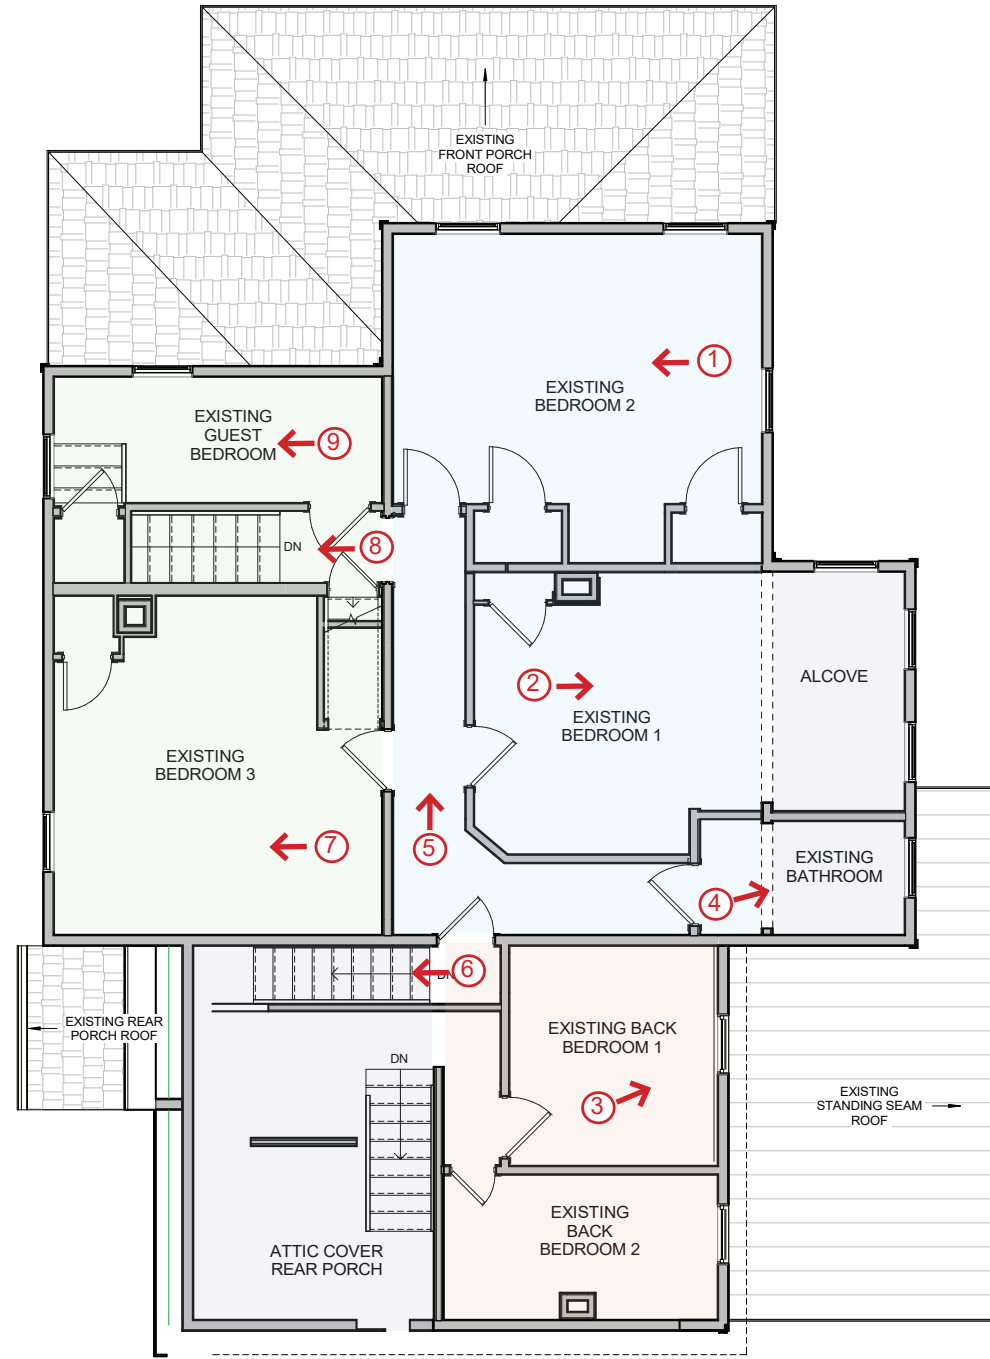 EXISTING
FRONT PORCH
ROOF
1
EXISTING
BEDROOM 2
EXISTING
GUEST
BEDROOM
9
DN
8
2
EXISTING
BEDROOM 1
ALCOVE
EXISTING
BEDROOM 3
7
5
EXISTING
BATHROOM
4
6
DN
EXISTING REAR
PORCH ROOF
EXISTING BACK
BEDROOM 1
DN
3
EXISTING
STANDING SEAM
ROOF
EXISTING
BACK
BEDROOM 2
ATTIC COVER
REAR PORCH